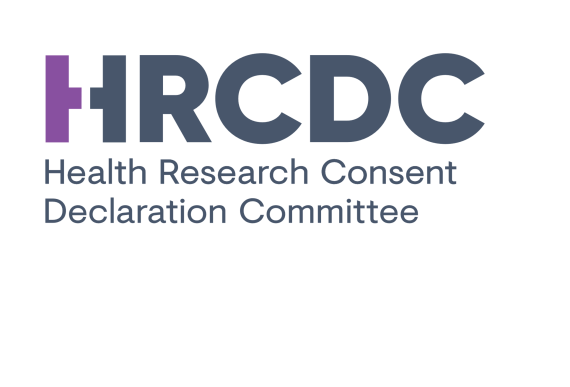 HRCDC
Health Research Consent
Declaration Committee